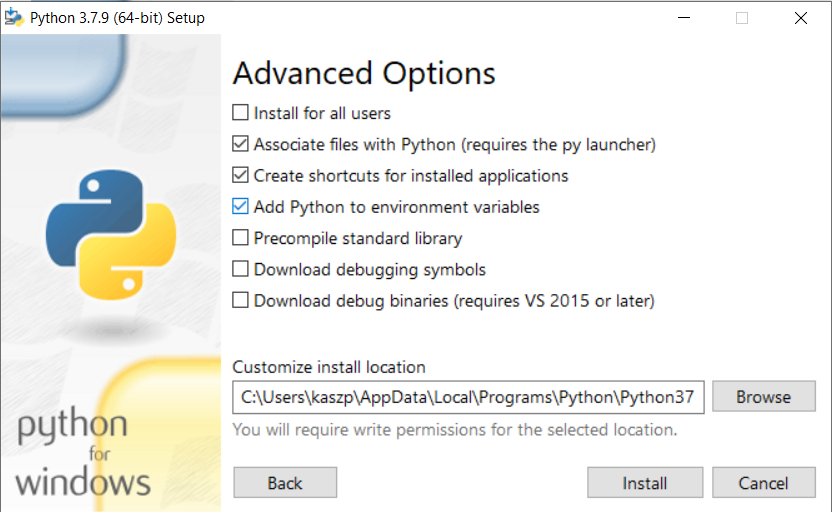 Python 3.7.9 (64-bit) Setup
Advanced Options
Install for all users
Associate files with Python (requires the py launcher)
Create shortcuts for installed applications
Add Python to environment variables
Precompile standard library
Download debugging symbols
Download debug binaries (requires VS 2015 or later)
Customize install location
C:\Users\kaszp\AppData\Local\Programs\Python\Python37
Browse
You will require write permissions for the selected location.
python
for
windows
Back
Install
Cancel